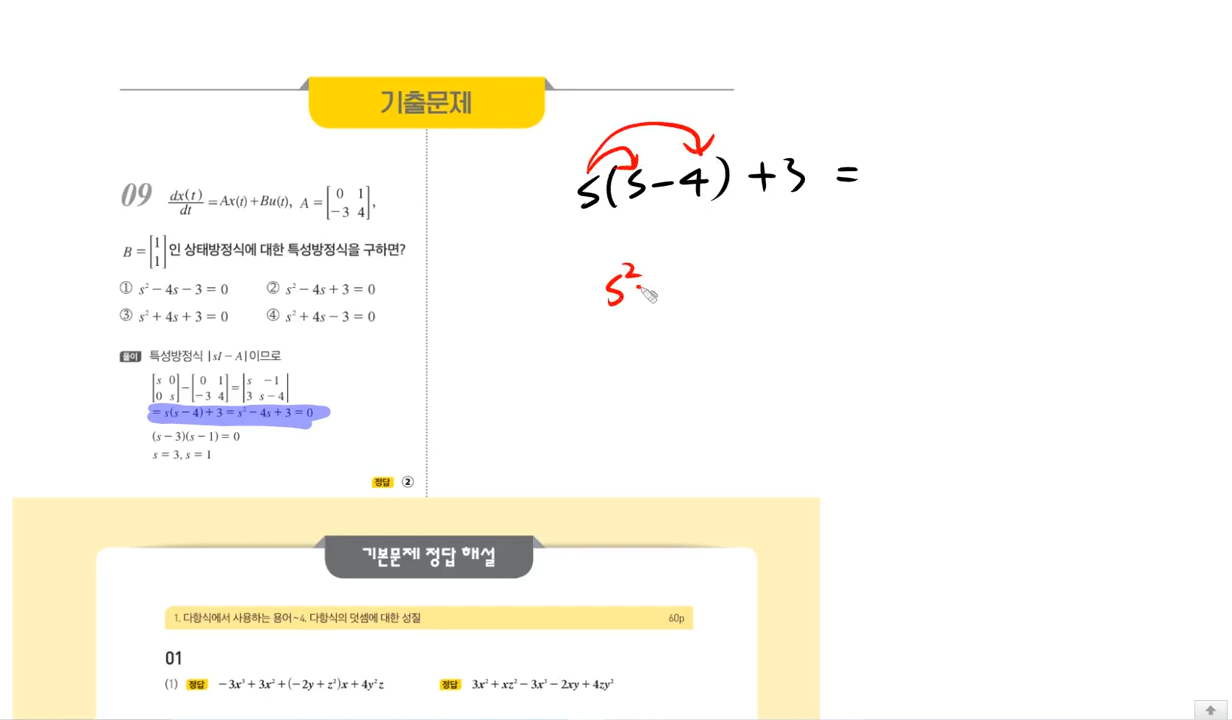 기출문제
s(s-4)+3=
s²
09 dx(t)/dt = Ax(t)+Bu(t), A = [0 1; -3 4],
B = [1; 1]인 상태방정식에 대한 특성방정식을 구하면?
① s² - 4s - 3 = 0 ② s² - 4s + 3 = 0
③ s² + 4s + 3 = 0 ④ s² + 4s - 3 = 0
풀이 특성방정식 |sI - A|이므로
[s 0; 0 s] - [0 1; -3 4] = |s -1; 3 s-4|
= s(s-4)+3 = s² - 4s + 3 = 0
(s-3)(s-1) = 0
s = 3, s = 1
정답 ②
기본문제 정답 해설
1. 다항식에서 사용하는 용어~4. 다항식의 덧셈에 대한 성질 60p
01
(1) 정답 -3x³+3x²+(-2y+z²)x+4y²z 정답 3x²+xz²-3x³-2xy+4zy²